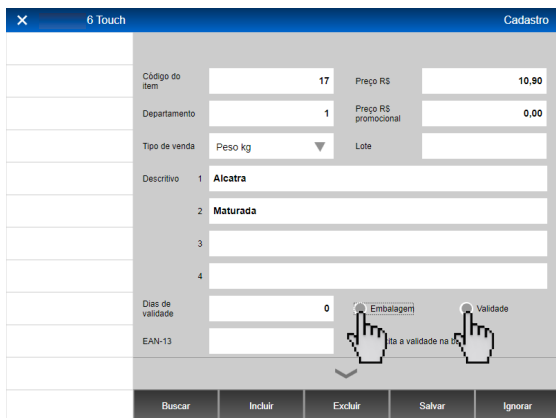 6 Touch Cadastro
Código do item 17 Preço R$ 10,90
Departamento 1 Preço R$ promocional 0,00
Tipo de venda Peso kg Lote
Descritivo 1 Alcatra
2 Maturada
3
4
Dias de validade 0 Embalagem Validade
EAN-13 a validade na
Buscar Incluir Excluir Salvar Ignorar